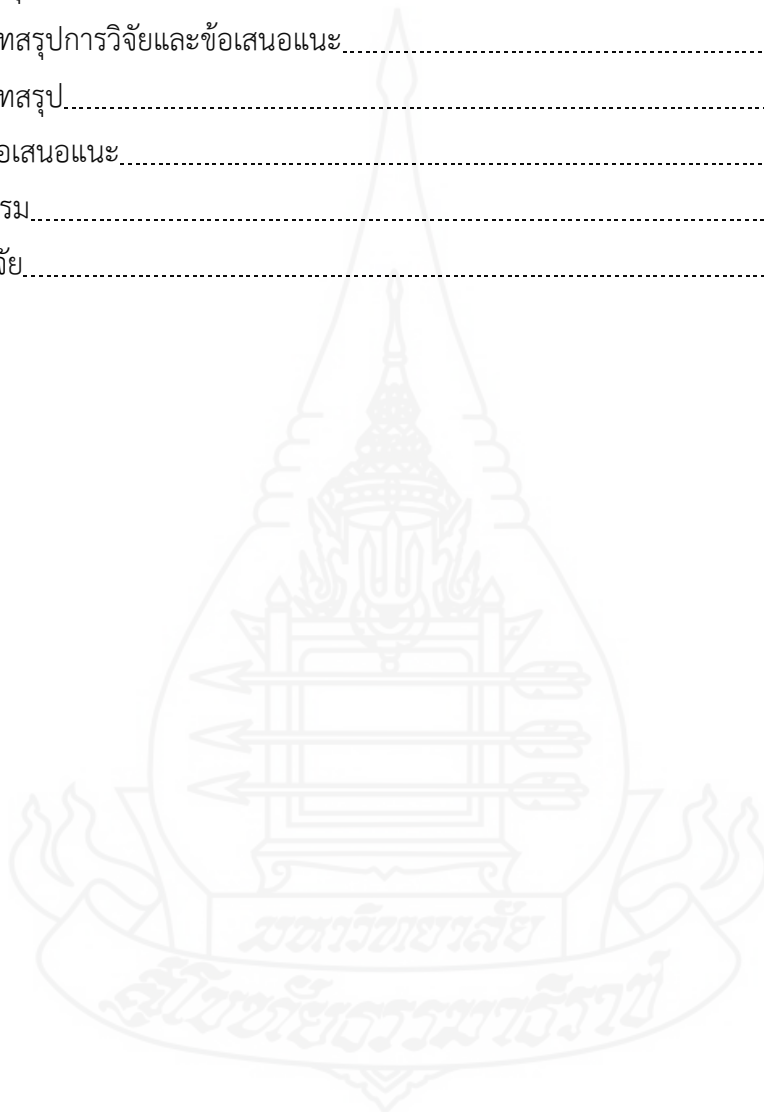 ทสรุปการวิจัยและข้อเสนอแนะ
ทสรุป
อเสนอแนะ
รม
จัย
มหาวิทยาลัย
สุโขทัยธรรมาธิราช